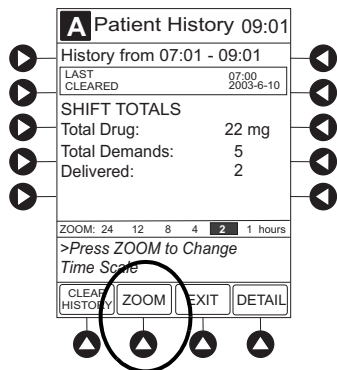 A Patient History 09:01
History from 07:01 - 09:01
LAST CLEARED 07:00 2003-6-10
SHIFT TOTALS
Total Drug: 22 mg
Total Demands: 5
Delivered: 2
ZOOM: 24 12 8 4 2 1 hours
>Press ZOOM to Change
Time Scale
CLEAR HISTORY ZOOM EXIT DETAIL